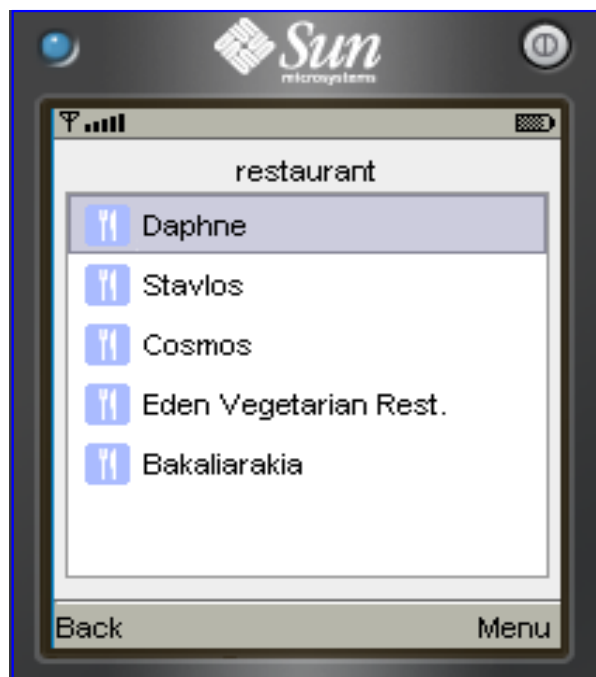 Sun
microsystems
restaurant
Daphne
Stavlos
Cosmos
Eden Vegetarian Rest.
Bakaliarakia
Back Menu